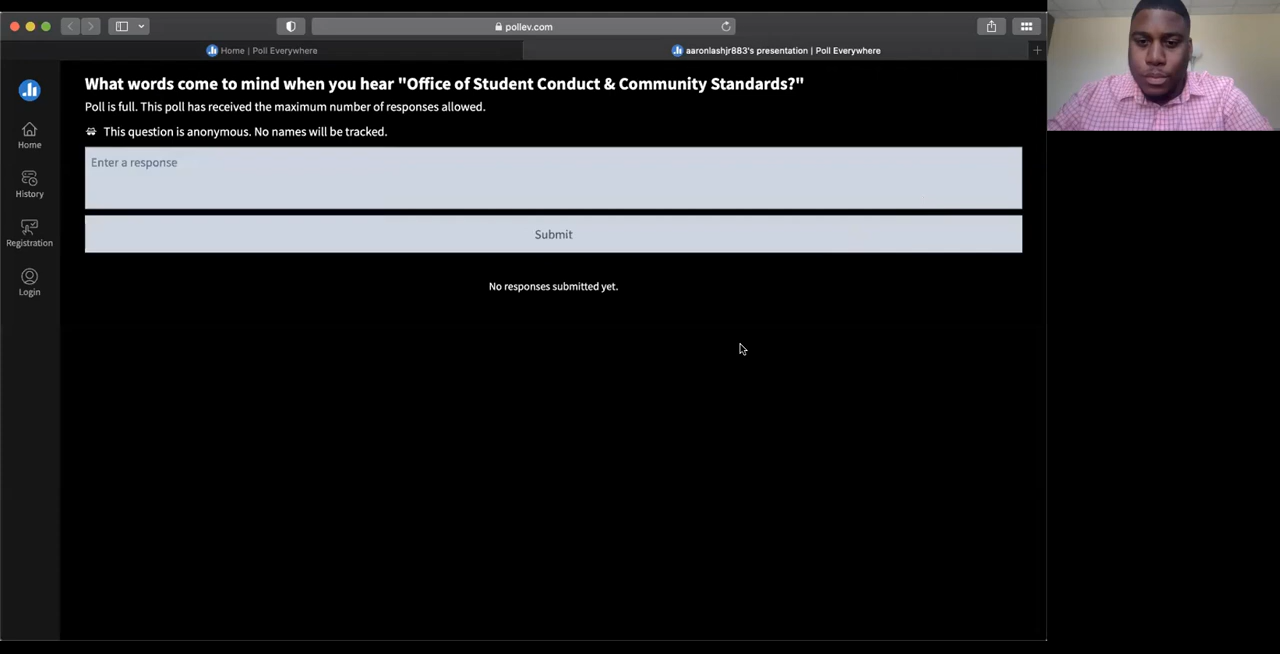 pollev.com
Home | Poll Everywhere
aaronlashjr883's presentation | Poll Everywhere
What words come to mind when you hear "Office of Student Conduct & Community Standards?"
Poll is full. This poll has received the maximum number of responses allowed.
This question is anonymous. No names will be tracked.
Enter a response
Submit
No responses submitted yet.
Home
History
Registration
Login